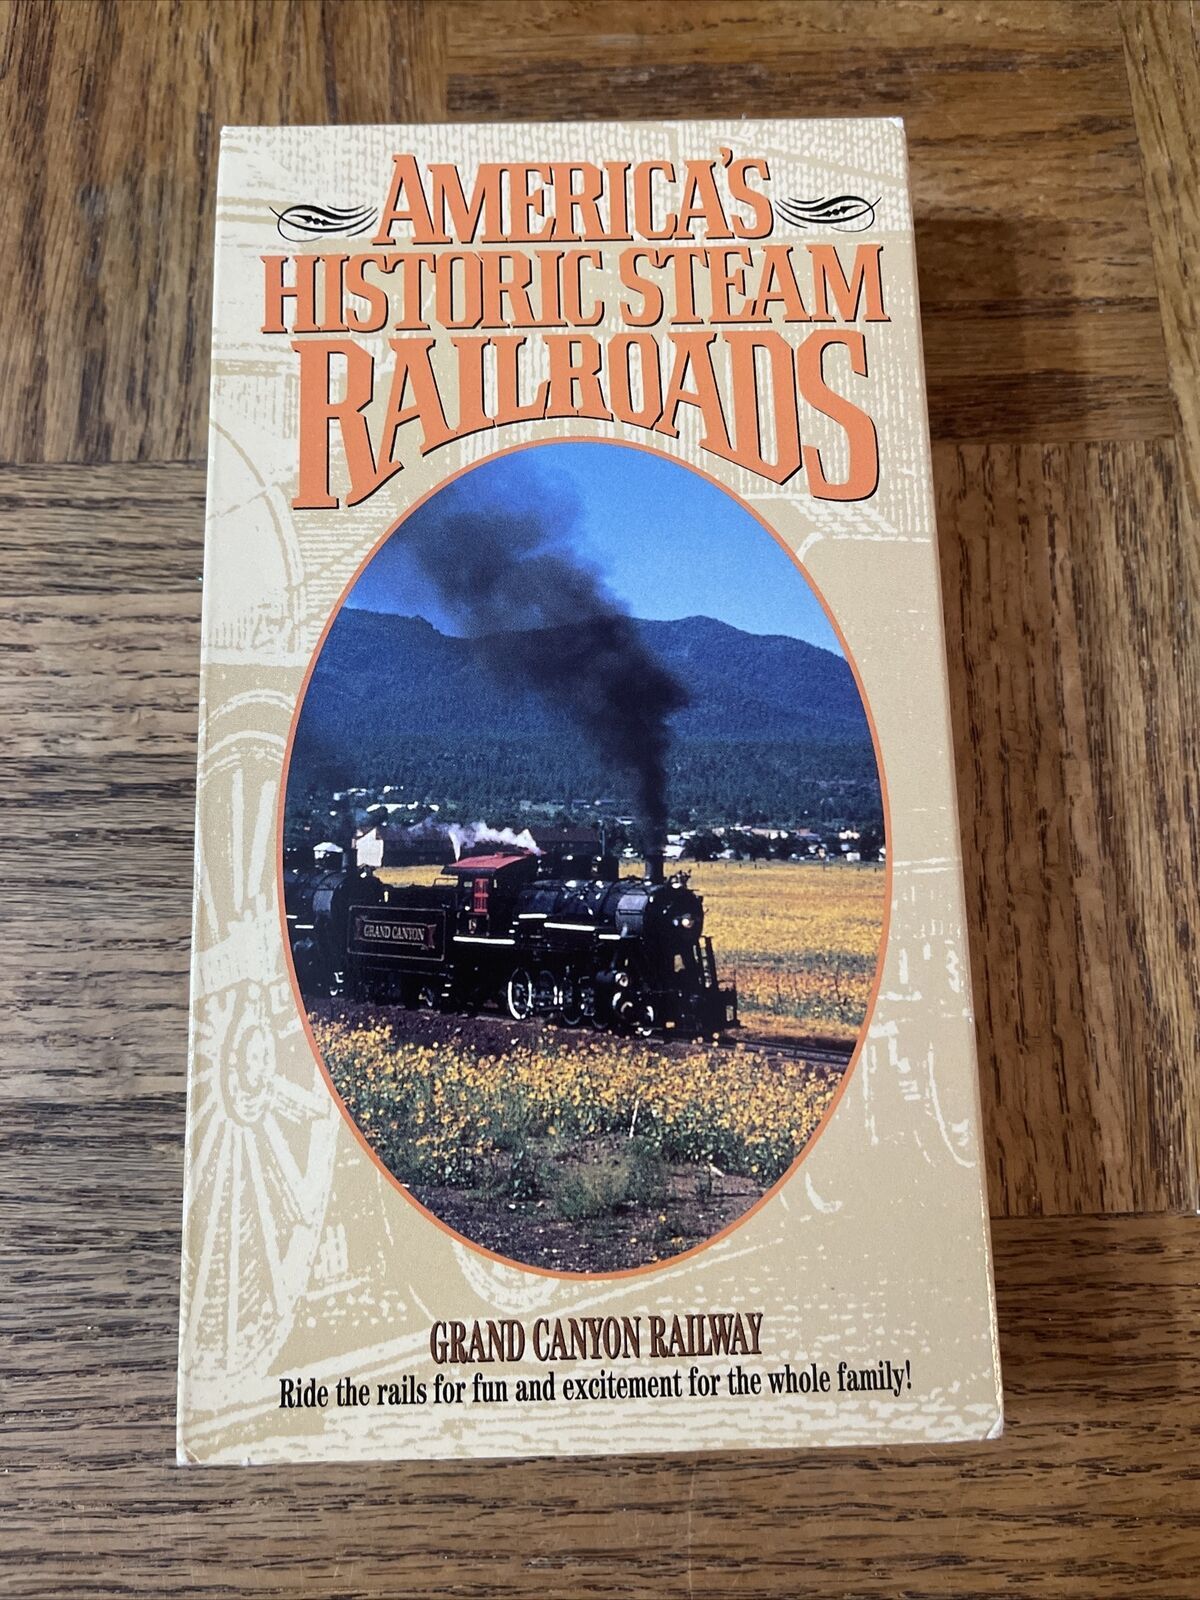 AMERICA'S
HISTORIC STEAM
RAILROADS
GRAND CANYON
18
GRAND CANYON RAILWAY
Ride the rails for fun and excitement for the whole family!